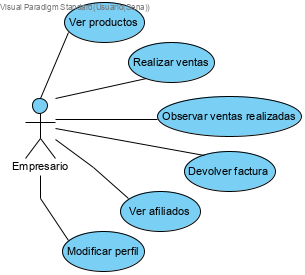 Visual Paradigm Standard(Usuario(Sena))
Ver productos
Realizar ventas
Observar ventas realizadas
Empresario
Devolver factura
Ver afiliados
Modificar perfil